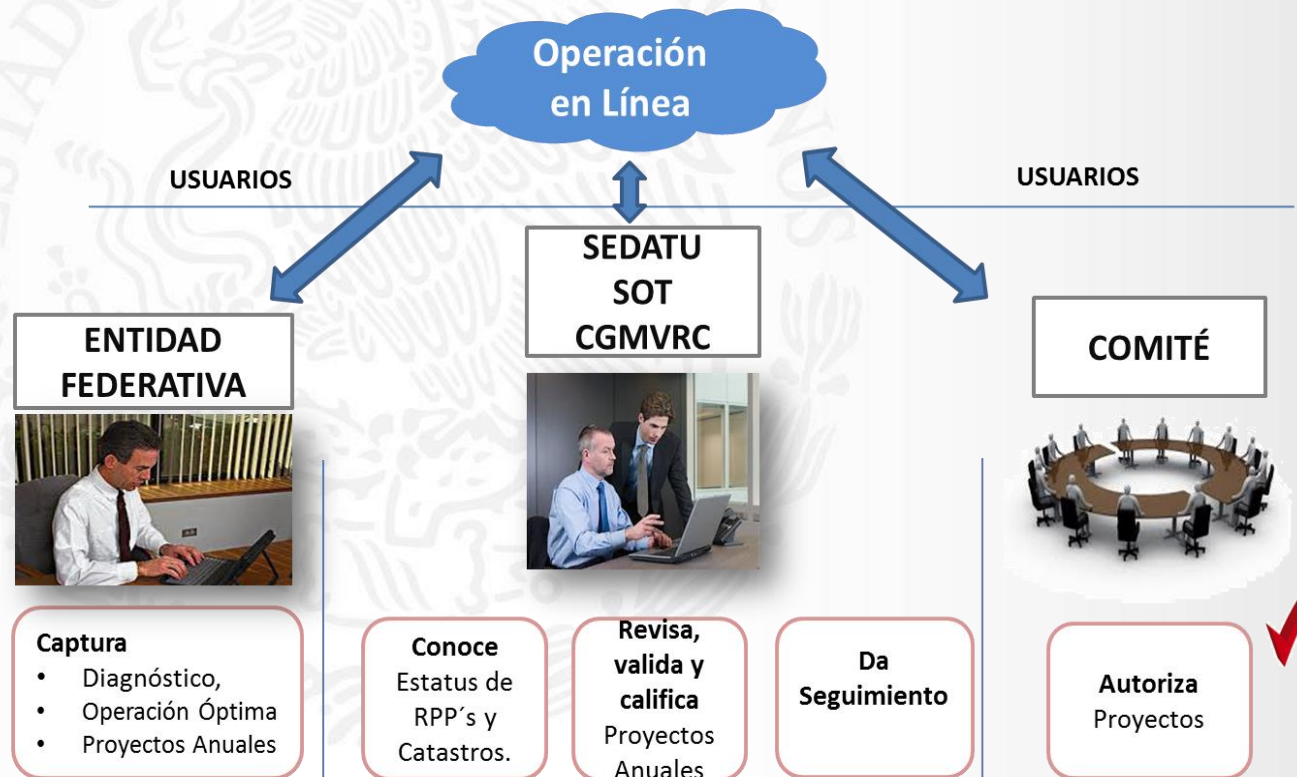 Operación
en Línea
USUARIOS
USUARIOS
ENTIDAD
FEDERATIVA
SEDATU
SOT
CGMVRC
COMITÉ
Captura
• Diagnóstico,
• Operación Óptima
• Proyectos Anuales
Conoce
Estatus de
RPP´s y
Catastros.
Revisa,
valida y
califica
Proyectos
Anuales
Da
Seguimiento
Autoriza
Proyectos